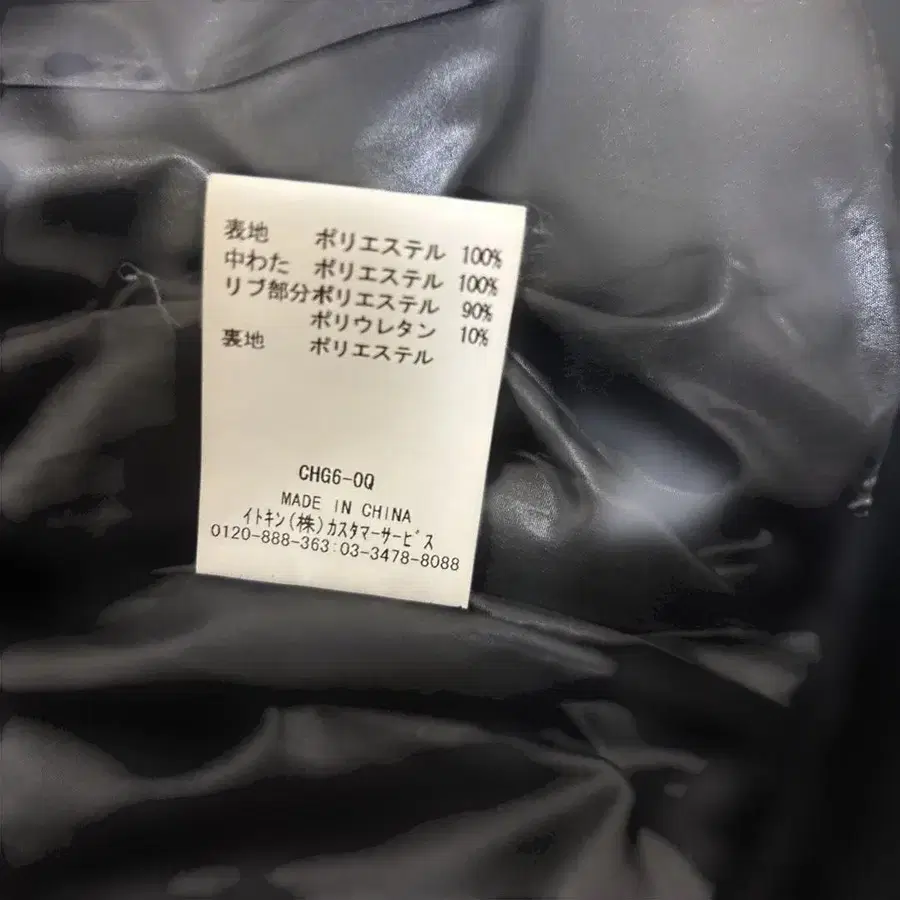 表地 ポリエステル 100%
中わた ポリエステル 100%
リブ部分 ポリエステル 90%
ポリウレタン 10%
裏地 ポリエステル
CHG6-0Q
MADE IN CHINA
イトキン(株)カスタマーサービス
0120-888-363:03-3478-8088